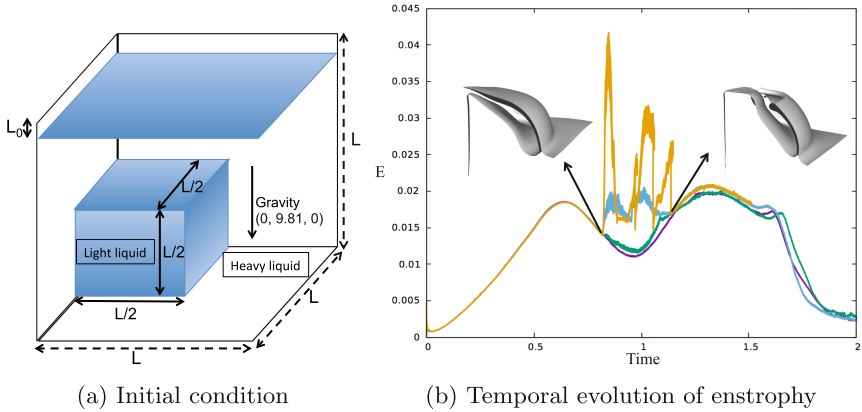 L₀
L
L/2
Gravity
(0, 9.81, 0)
Light liquid
L/2
Heavy liquid
L/2
L
L
(a) Initial condition
0.045
0.04
0.035
0.03
0.025
E
0.02
0.015
0.01
0.005
0
0 0.5 1 1.5 2
Time
(b) Temporal evolution of enstrophy